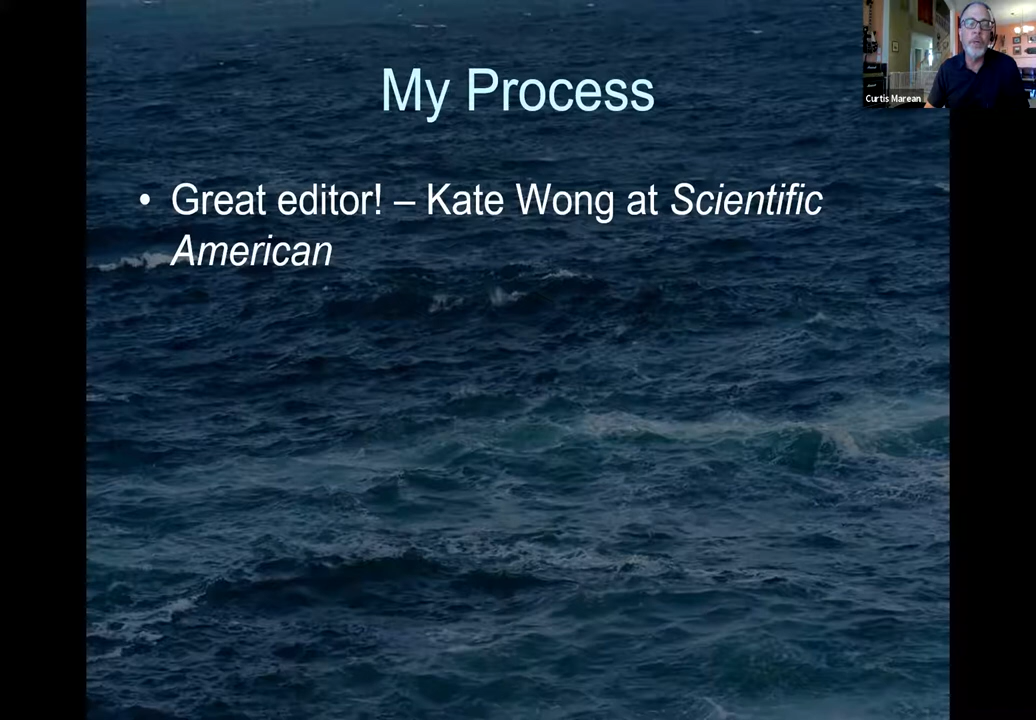 My Process
• Great editor! – Kate Wong at Scientific
American
Curtis Marean